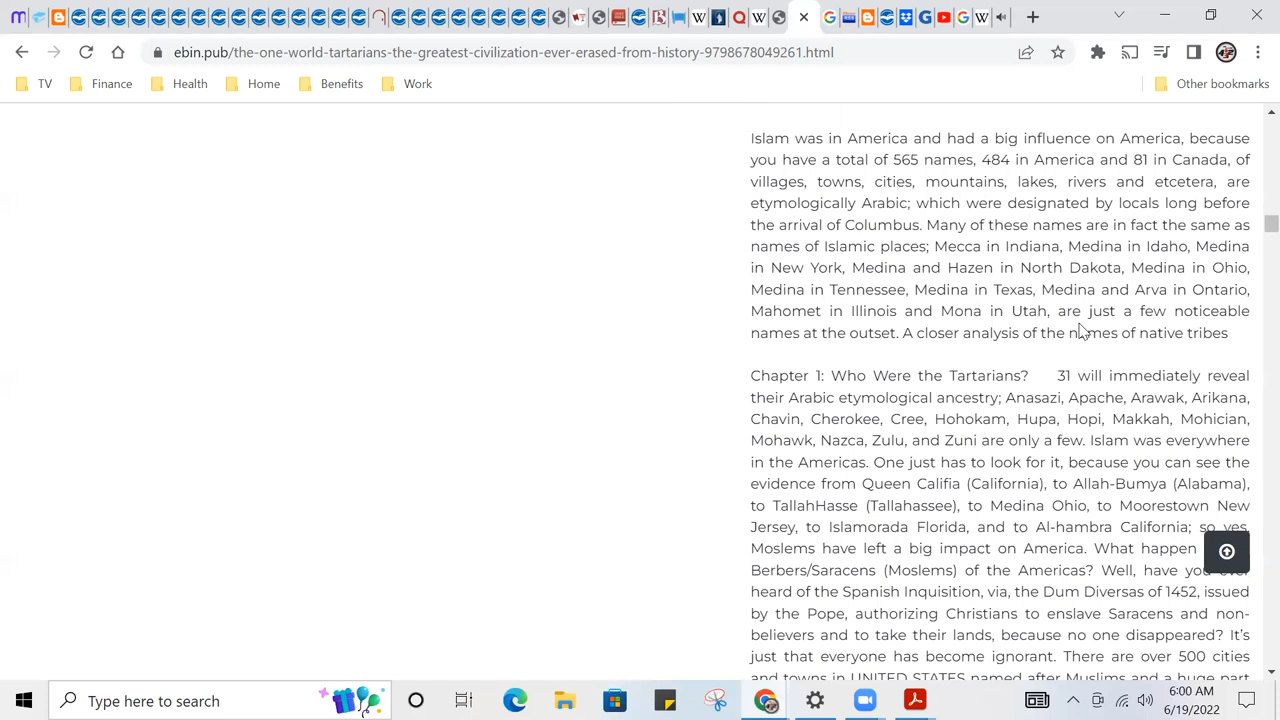 ebin.pub/the-one-world-tartarians-the-greatest-civilization-ever-erased-from-history-9798678049261.html
TV Finance Health Home Benefits Work Other bookmarks
Islam was in America and had a big influence on America, because
you have a total of 565 names, 484 in America and 81 in Canada, of
villages, towns, cities, mountains, lakes, rivers and etcetera, are
etymologically Arabic; which were designated by locals long before
the arrival of Columbus. Many of these names are in fact the same as
names of Islamic places; Mecca in Indiana, Medina in Idaho, Medina
in New York, Medina and Hazen in North Dakota, Medina in Ohio,
Medina in Tennessee, Medina in Texas, Medina and Arva in Ontario,
Mahomet in Illinois and Mona in Utah, are just a few noticeable
names at the outset. A closer analysis of the names of native tribes
Chapter 1: Who Were the Tartarians? 31 will immediately reveal
their Arabic etymological ancestry; Anasazi, Apache, Arawak, Arikana,
Chavin, Cherokee, Cree, Hohokam, Hupa, Hopi, Makkah, Mohician,
Mohawk, Nazca, Zulu, and Zuni are only a few. Islam was everywhere
in the Americas. One just has to look for it, because you can see the
evidence from Queen Califia (California), to Allah-Bumya (Alabama),
to TallahHasse (Tallahassee), to Medina Ohio, to Moorestown New
Jersey, to Islamorada Florida, and to Al-hambra California; so yes,
Moslems have left a big impact on America. What happen
Berbers/Saracens (Moslems) of the Americas? Well, have you ever
heard of the Spanish Inquisition, via, the Dum Diversas of 1452, issued
by the Pope, authorizing Christians to enslave Saracens and non-
believers and to take their lands, because no one disappeared? It's
just that everyone has become ignorant. There are over 500 cities
and towns in UNITED STATES named after Muslims and a huge part
Type here to search
6:00 AM
6/19/2022